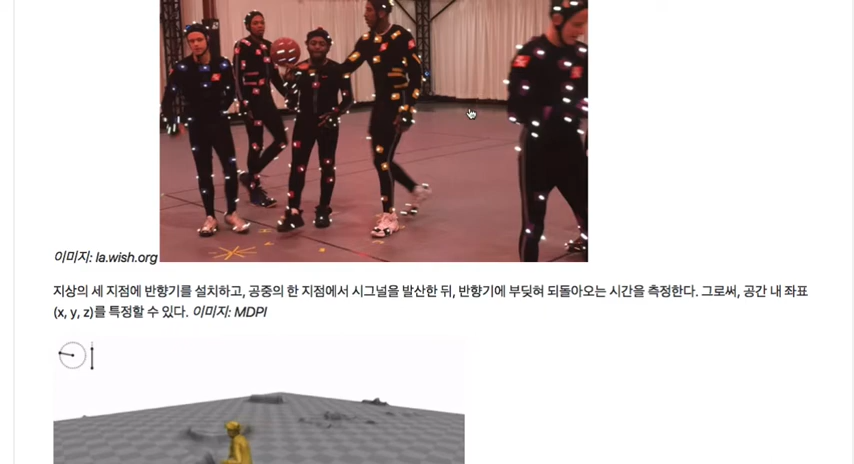 이미지: la.wish.org
지상의 세 지점에 반향기를 설치하고, 공중의 한 지점에서 시그널을 발산한 뒤, 반향기에 부딪혀 되돌아오는 시간을 측정한다. 그로써, 공간 내 좌표
(x, y, z)를 특정할 수 있다. 이미지: MDPI